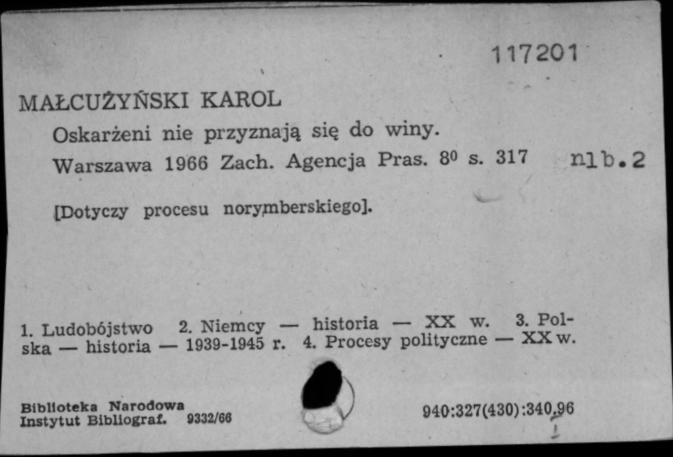 117201
MAŁCUŻYŃSKI KAROL
Oskarżeni nie przyznają się do winy.
Warszawa 1966 Zach. Agencja Pras. 8⁰ s. 317 nlb.2
[Dotyczy procesu norymberskiego].
1. Ludobójstwo 2. Niemcy — historia — XX w. 3. Pol-
ska — historia — 1939-1945 r. 4. Procesy polityczne — XX w.
Biblioteka Narodowa
Instytut Bibliograf. 9332/66
940:327(430):340.96